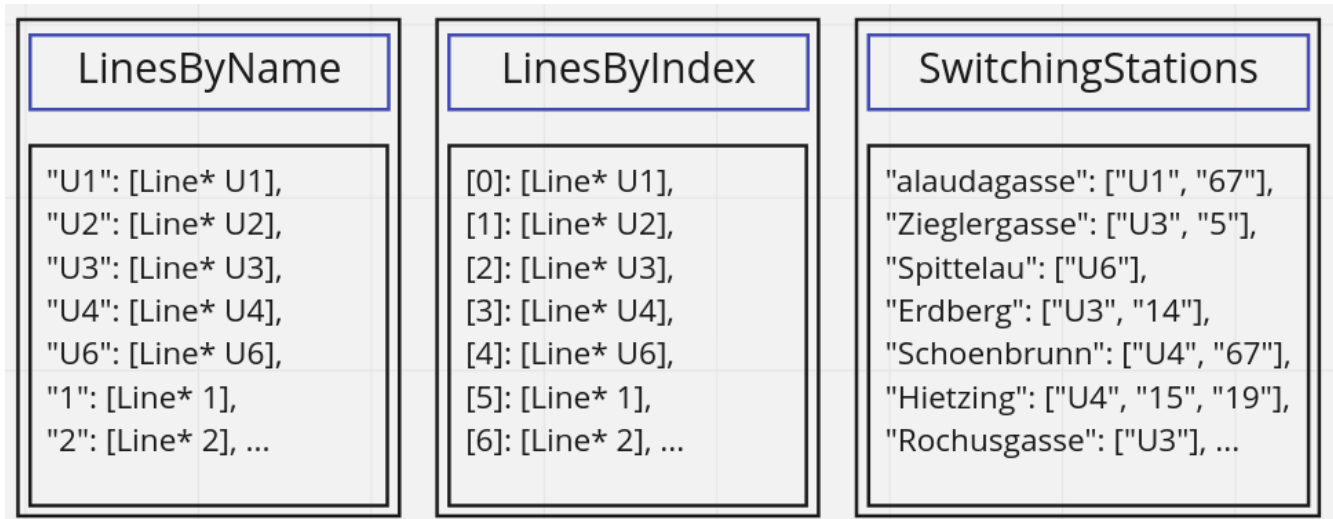 LinesByName
"U1": [Line* U1],
"U2": [Line* U2],
"U3": [Line* U3],
"U4": [Line* U4],
"U6": [Line* U6],
"1": [Line* 1],
"2": [Line* 2], ...
LinesByIndex
[0]: [Line* U1],
[1]: [Line* U2],
[2]: [Line* U3],
[3]: [Line* U4],
[4]: [Line* U6],
[5]: [Line* 1],
[6]: [Line* 2], ...
SwitchingStations
"alaudagasse": ["U1", "67"],
"Zieglergasse": ["U3", "5"],
"Spittelau": ["U6"],
"Erdberg": ["U3", "14"],
"Schoenbrunn": ["U4", "67"],
"Hietzing": ["U4", "15", "19"],
"Rochusgasse": ["U3"], ...